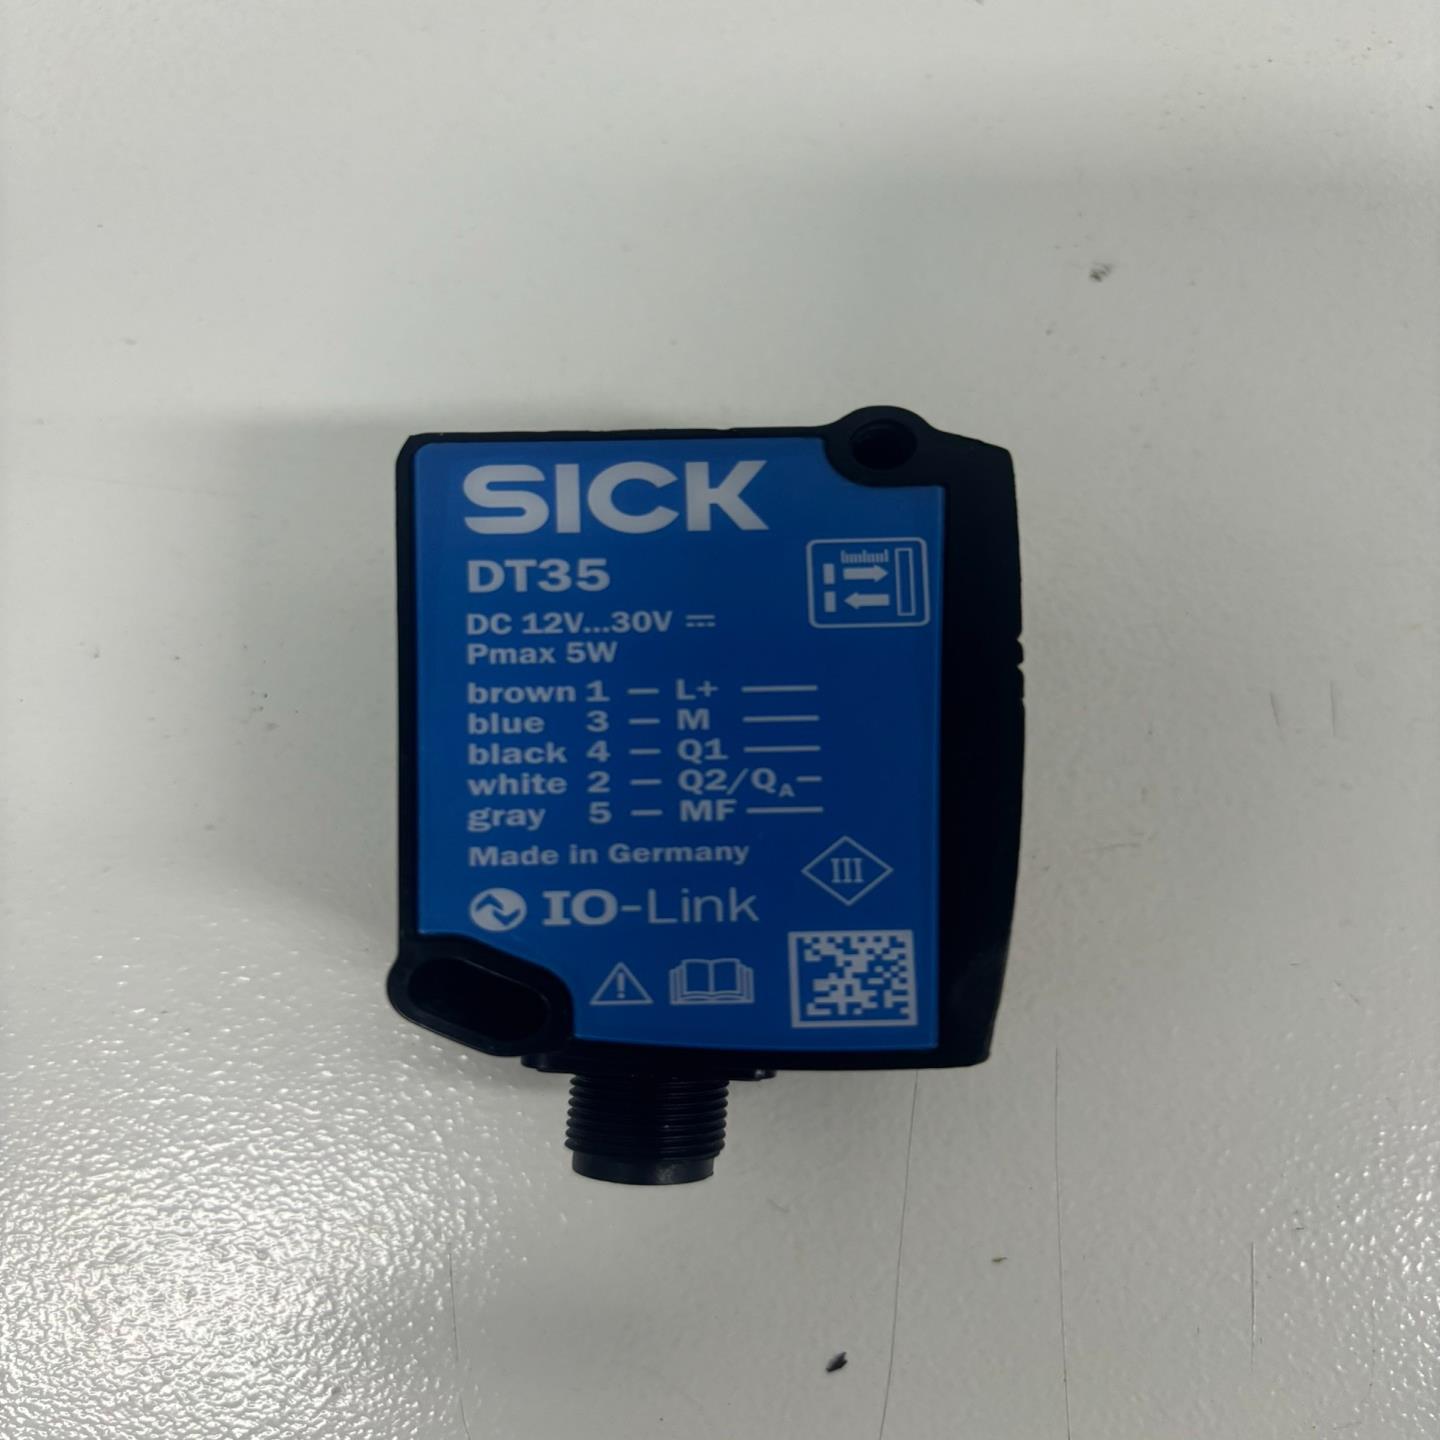 SICK
DT35
DC 12V...30V ⎓
Pmax 5W
brown 1 — L+ —
blue 3 — M —
black 4 — Q1 —
white 2 — Q2/QA —
gray 5 — MF —
Made in Germany
III
IO-Link